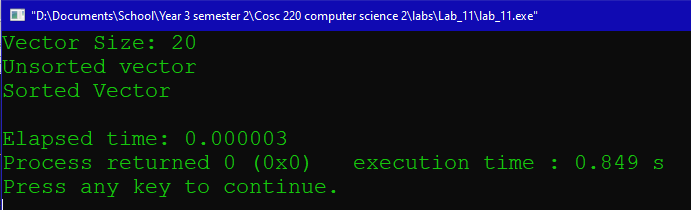 "D:\Documents\School\Year 3 semester 2\Cosc 220 computer science 2\labs\Lab_11\lab_11.exe"
Vector Size: 20
Unsorted vector
Sorted Vector
Elapsed time: 0.000003
Process returned 0 (0x0)   execution time : 0.849 s
Press any key to continue.